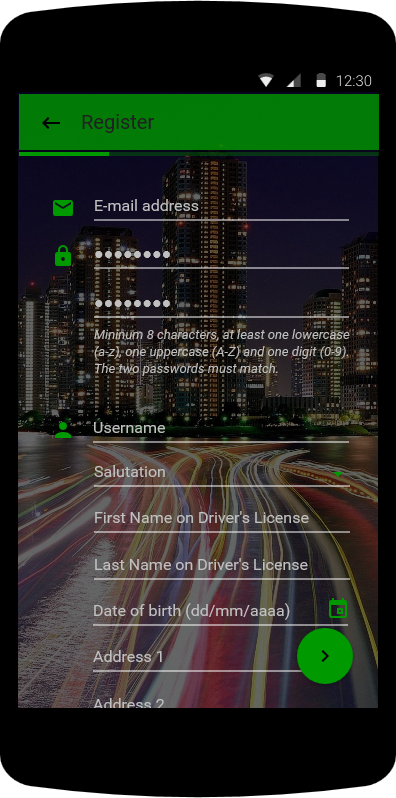 12:30
Register
E-mail address
●●●●●●●●●
●●●●●●●●●
Mininum 8 characters, at least one lowercase
(a-z), one uppercase (A-Z) and one digit (0-9).
The two passwords must match.
Username
Salutation
First Name on Driver's License
Last Name on Driver's License
Date of birth (dd/mm/aaaa)
Address 1
Address 2